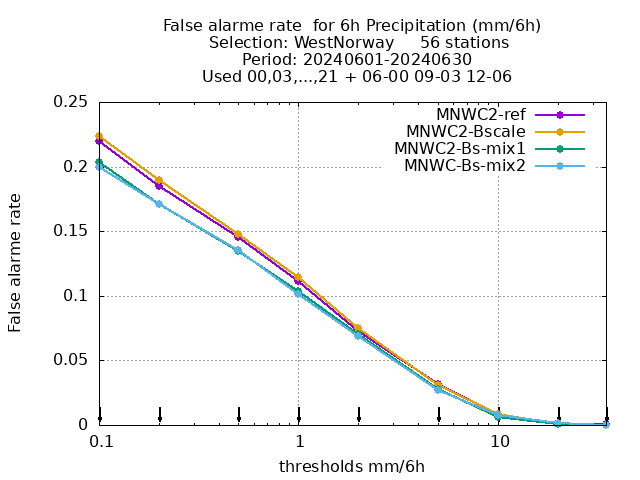 False alarme rate  for 6h Precipitation (mm/6h)
Selection: WestNorway     56 stations
Period: 20240601-20240630
Used 00,03,...,21 + 06-00 09-03 12-06
MNWC2-ref
MNWC2-Bscale
MNWC2-Bs-mix1
MNWC-Bs-mix2
False alarme rate
0.25
0.2
0.15
0.1
0.05
0
0.1 1 10
thresholds mm/6h